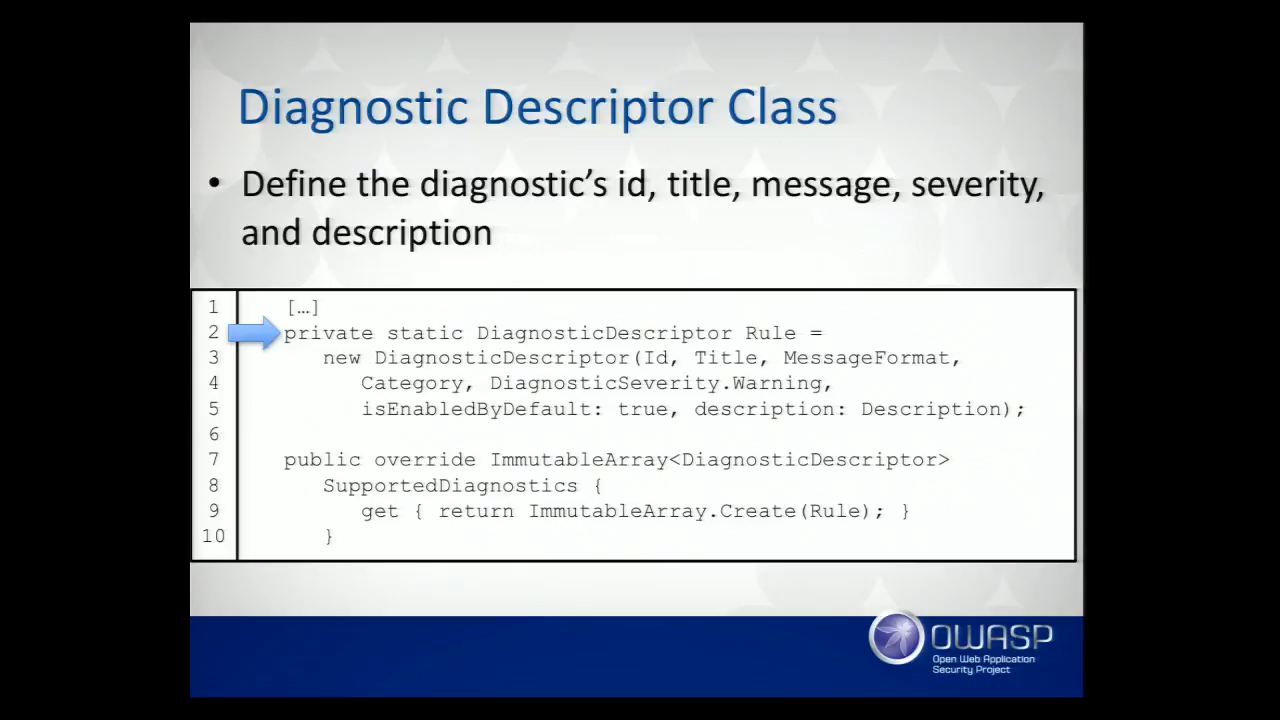 Diagnostic Descriptor Class
• Define the diagnostic's id, title, message, severity,
and description
1 […]
2 private static DiagnosticDescriptor Rule =
3 new DiagnosticDescriptor(Id, Title, MessageFormat,
4 Category, DiagnosticSeverity.Warning,
5 isEnabledByDefault: true, description: Description);
6
7 public override ImmutableArray<DiagnosticDescriptor>
8 SupportedDiagnostics {
9 get { return ImmutableArray.Create(Rule); }
10 }
OWASP
Open Web Application
Security Project